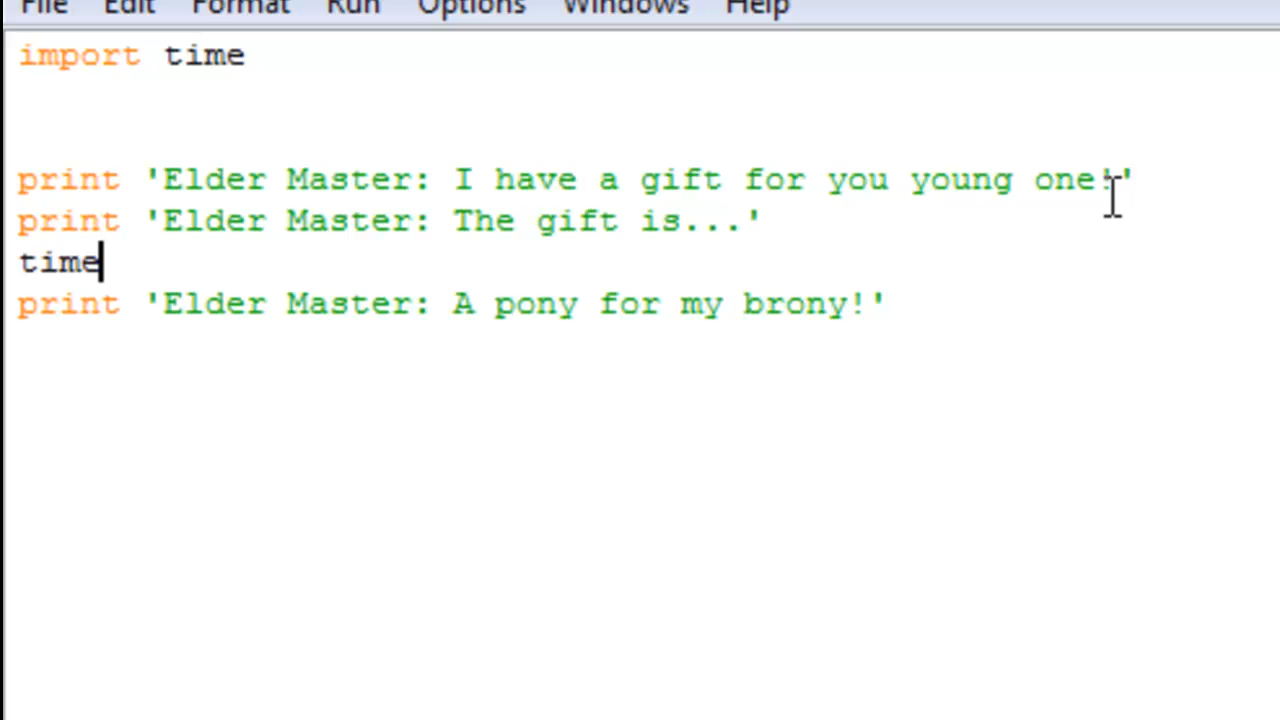 File Edit Format Run Options Windows Help
import time
print 'Elder Master: I have a gift for you young one!'
print 'Elder Master: The gift is...'
time
print 'Elder Master: A pony for my brony!'